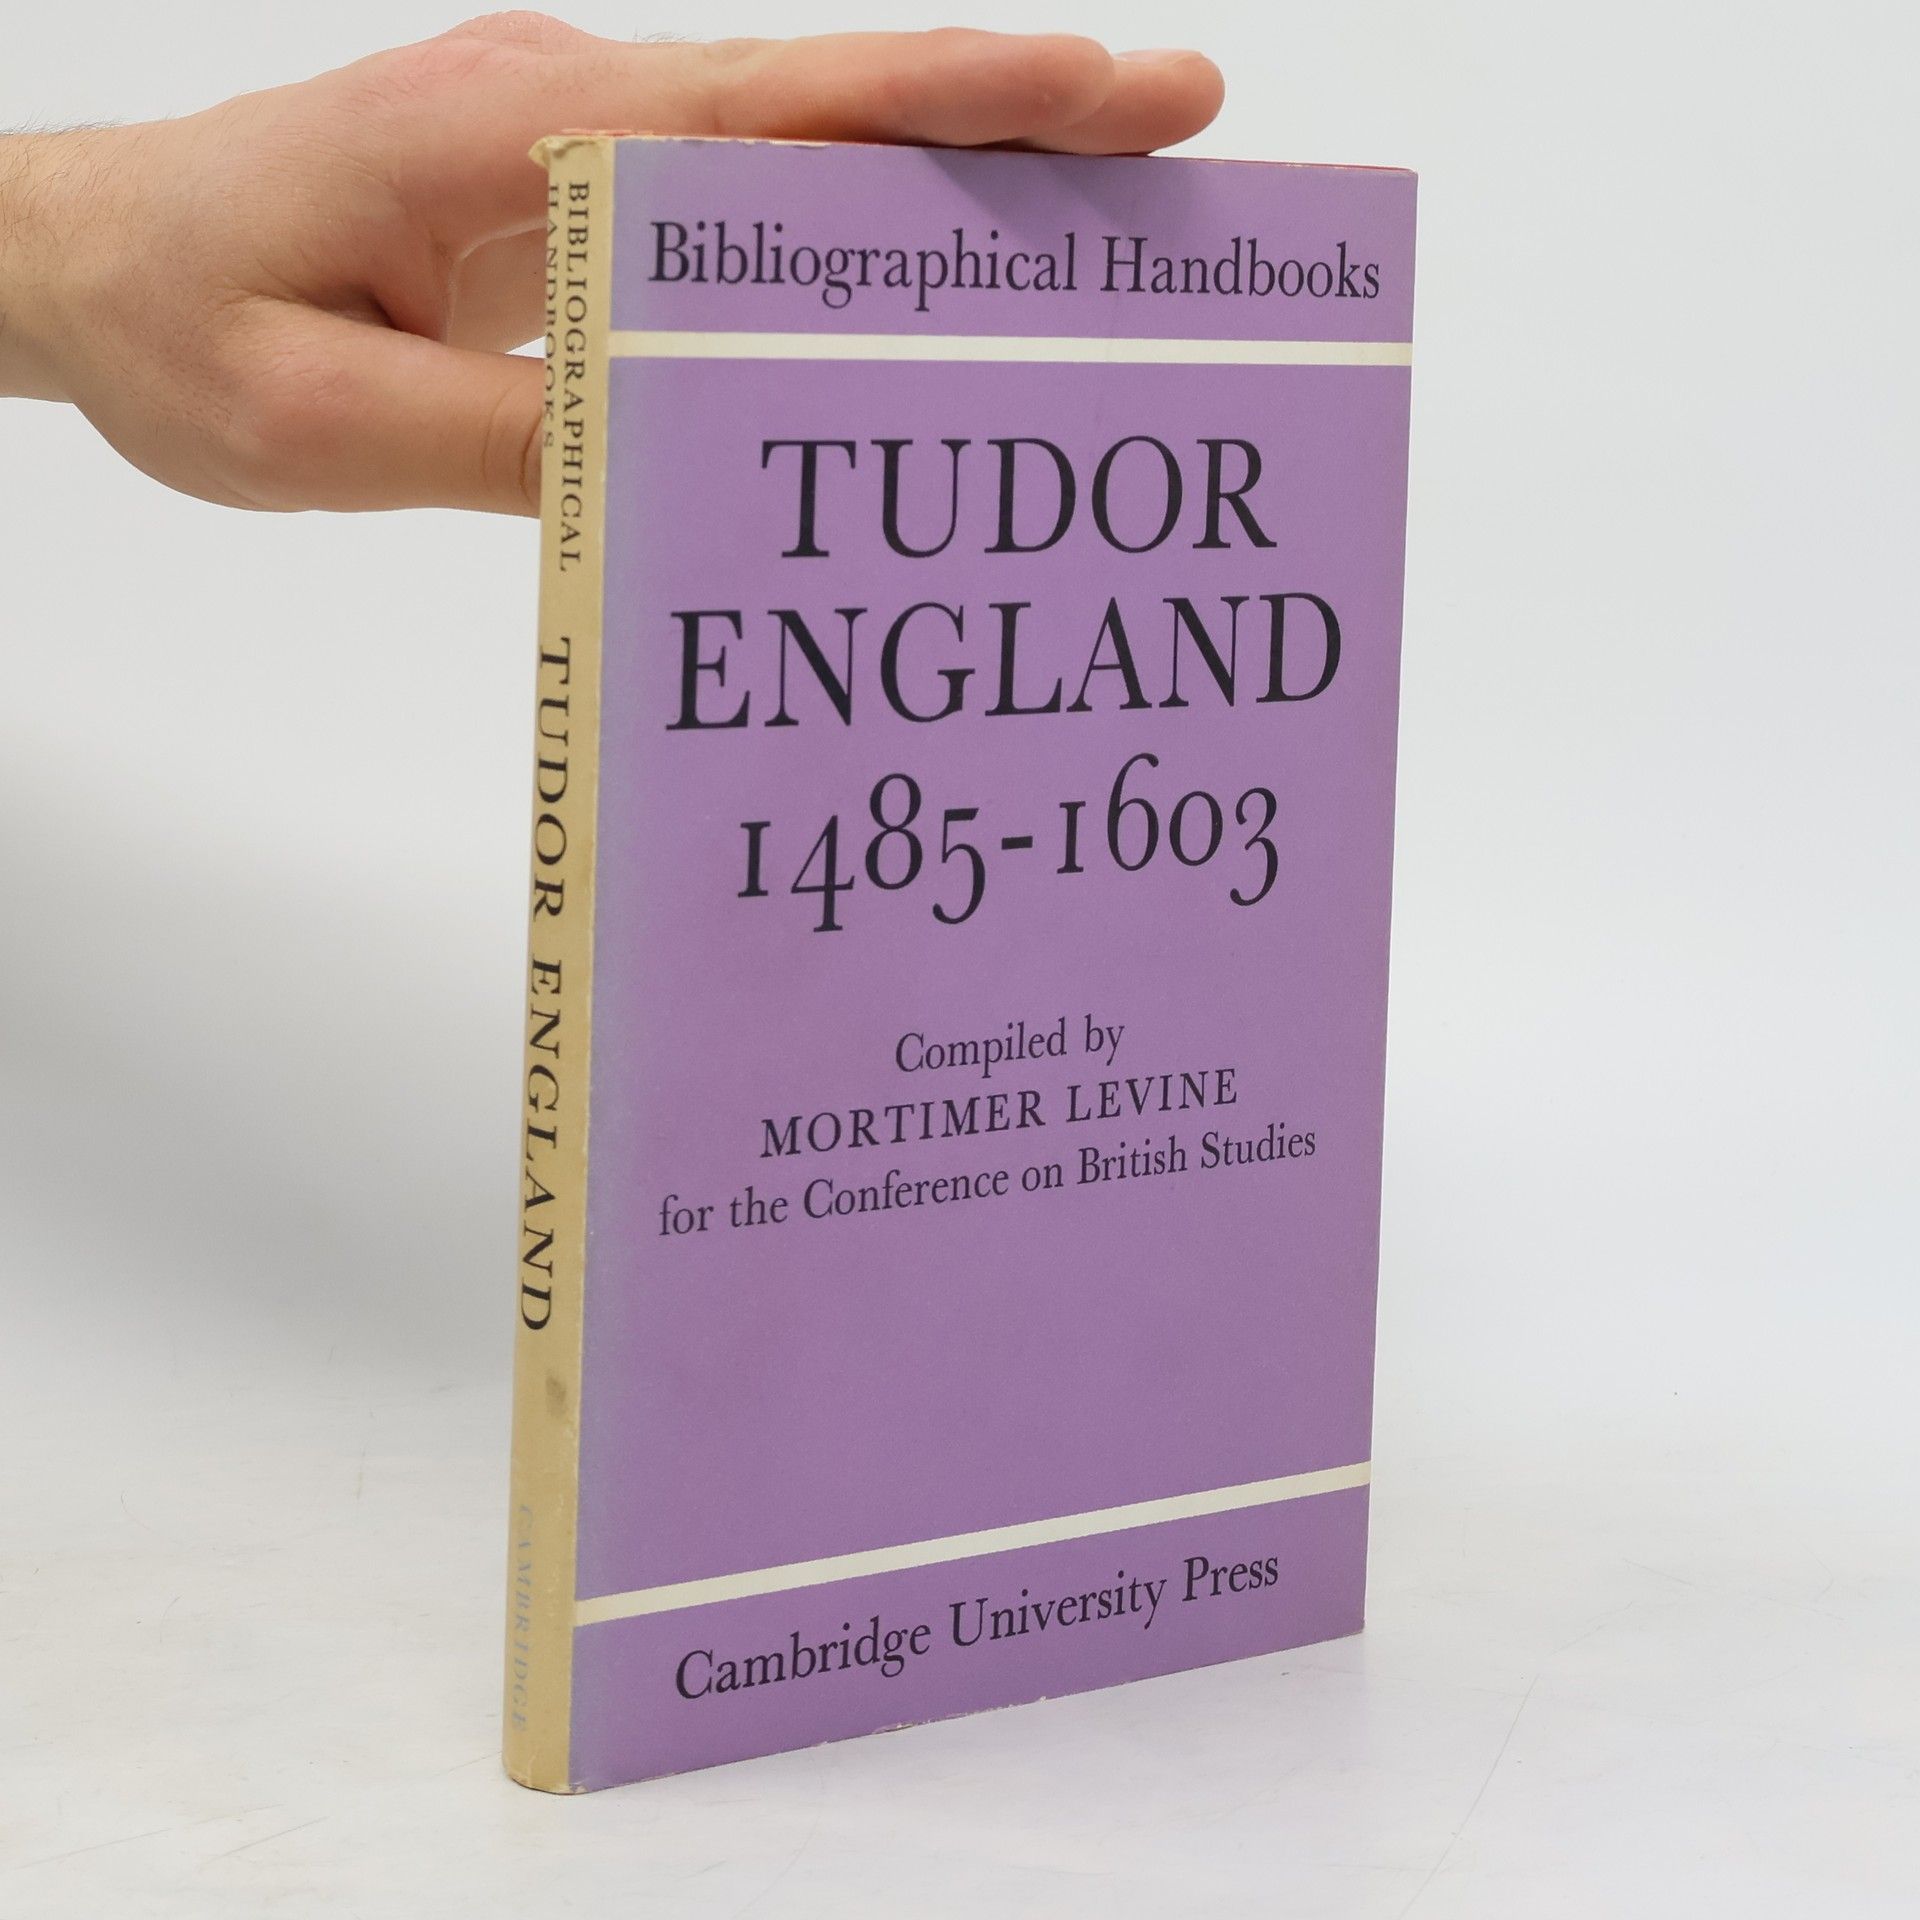 BIBLIOGRAPHICAL
HANDBOOKS
TUDOR ENGLAND
CAMBRIDGE
Bibliographical Handbooks
TUDOR
ENGLAND
1485-1603
Compiled by
MORTIMER LEVINE
for the Conference on British Studies
Cambridge University Press